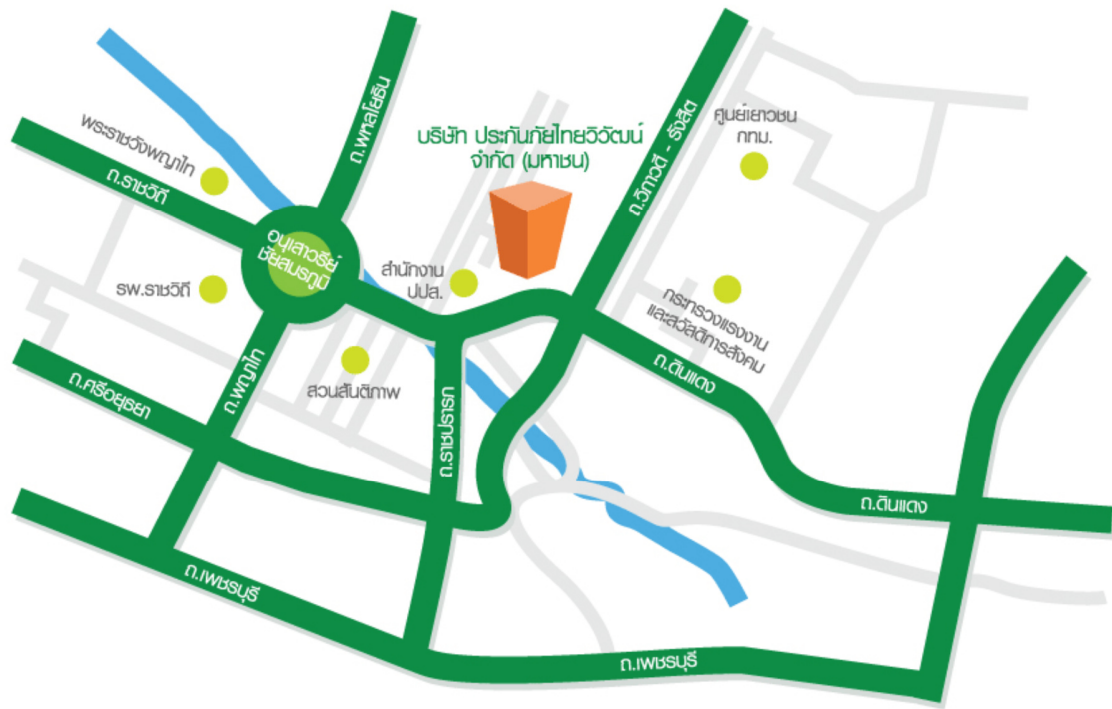 ถ.พหลโยธิน
ถ.วิภาวดี - รังสิต
ศูนย์เยาวชน
กทม.
บริษัท ประกันภัยไทยวิวัฒน์
จำกัด (มหาชน)
พระราชวังพญาไท
ถ.ราชวิถี
อนุเสาวรีย์
ชัยสมรภูมิ
สำนักงาน
ปปส.
รพ.ราชวิถี
กระทรวงแรงงาน
และสวัสดิการสังคม
ถ.ดินแดง
สวนสันติภาพ
ถ.พญาไท
ถ.ศรีอยุธยา
ถ.ราชปรารภ
ถ.ดินแดง
ถ.เพชรบุรี
ถ.เพชรบุรี